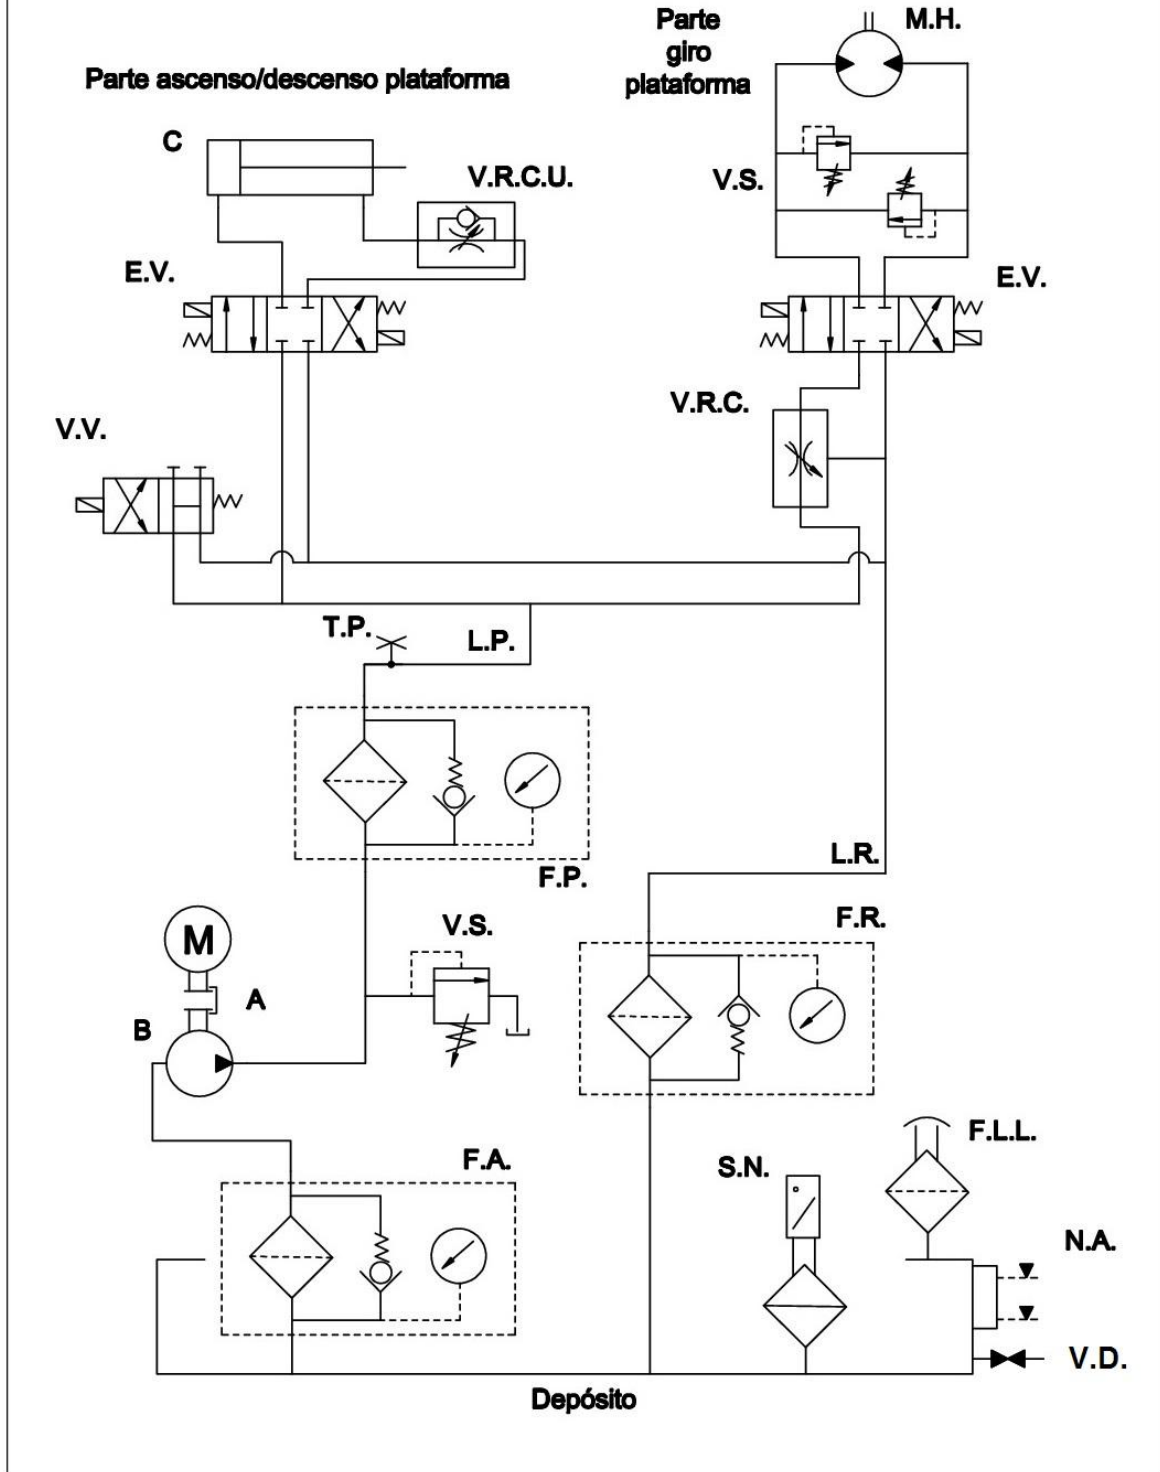 Parte
giro
plataforma
M.H.
Parte ascenso/descenso plataforma
C
V.R.C.U.
V.S.
E.V.
E.V.
V.R.C.
V.V.
T.P.
L.P.
L.R.
F.P.
F.R.
V.S.
M
A
B
F.A.
S.N.
F.L.L.
N.A.
V.D.
Depósito